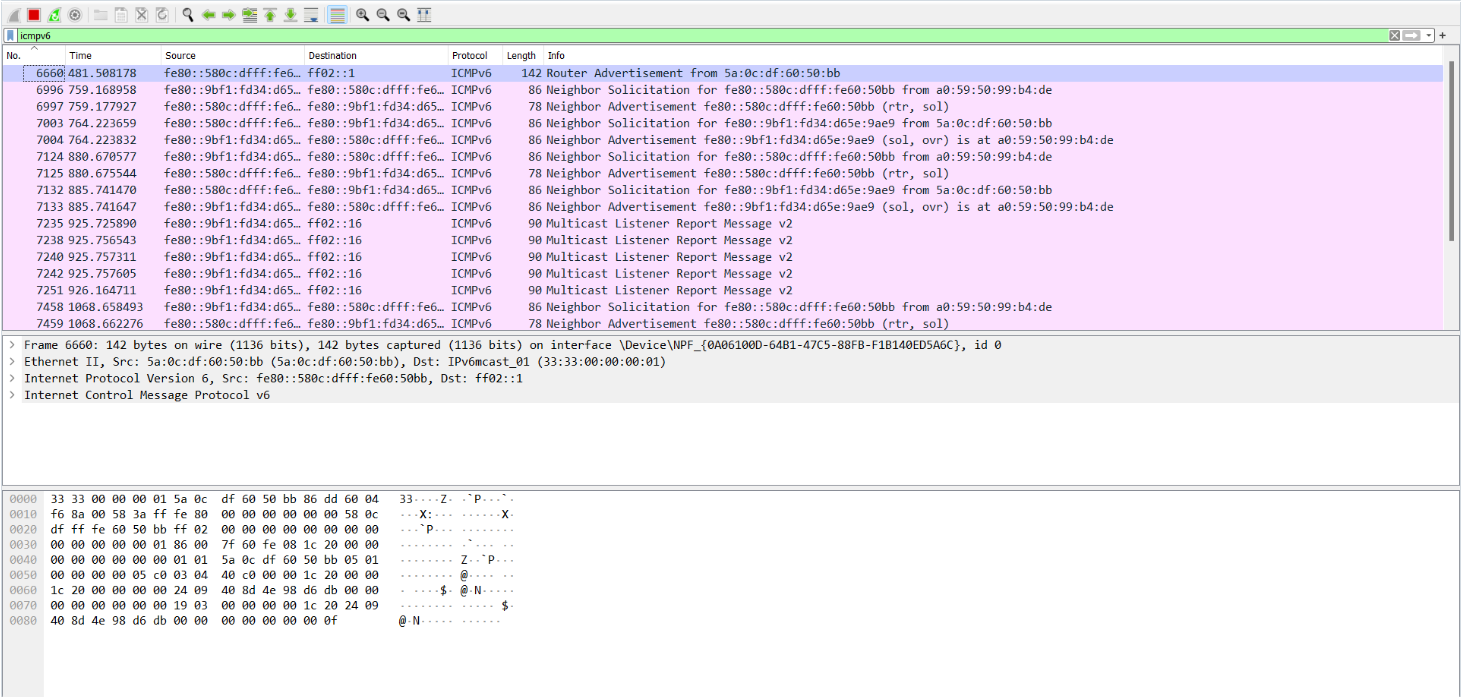 icmpv6
No. Time Source Destination Protocol Length Info
6660 481.508178 fe80::580c:dfff:fe6… ff02::1 ICMPv6 142 Router Advertisement from 5a:0c:df:60:50:bb
6996 759.168958 fe80::9bf1:fd34:d65… fe80::580c:dfff:fe6… ICMPv6 86 Neighbor Solicitation for fe80::580c:dfff:fe60:50bb from a0:59:50:99:b4:de
6997 759.177927 fe80::580c:dfff:fe6… fe80::9bf1:fd34:d65… ICMPv6 78 Neighbor Advertisement fe80::580c:dfff:fe60:50bb (rtr, sol)
7003 764.223659 fe80::580c:dfff:fe6… fe80::9bf1:fd34:d65… ICMPv6 86 Neighbor Solicitation for fe80::9bf1:fd34:d65e:9ae9 from 5a:0c:df:60:50:bb
7004 764.223832 fe80::9bf1:fd34:d65… fe80::580c:dfff:fe6… ICMPv6 86 Neighbor Advertisement fe80::9bf1:fd34:d65e:9ae9 (sol, ovr) is at a0:59:50:99:b4:de
7124 880.670577 fe80::9bf1:fd34:d65… fe80::580c:dfff:fe6… ICMPv6 86 Neighbor Solicitation for fe80::580c:dfff:fe60:50bb from a0:59:50:99:b4:de
7125 880.675544 fe80::580c:dfff:fe6… fe80::9bf1:fd34:d65… ICMPv6 78 Neighbor Advertisement fe80::580c:dfff:fe60:50bb (rtr, sol)
7132 885.741470 fe80::580c:dfff:fe6… fe80::9bf1:fd34:d65… ICMPv6 86 Neighbor Solicitation for fe80::9bf1:fd34:d65e:9ae9 from 5a:0c:df:60:50:bb
7133 885.741647 fe80::9bf1:fd34:d65… fe80::580c:dfff:fe6… ICMPv6 86 Neighbor Advertisement fe80::9bf1:fd34:d65e:9ae9 (sol, ovr) is at a0:59:50:99:b4:de
7235 925.725890 fe80::9bf1:fd34:d65… ff02::16 ICMPv6 90 Multicast Listener Report Message v2
7238 925.756543 fe80::9bf1:fd34:d65… ff02::16 ICMPv6 90 Multicast Listener Report Message v2
7240 925.757311 fe80::9bf1:fd34:d65… ff02::16 ICMPv6 90 Multicast Listener Report Message v2
7242 925.757605 fe80::9bf1:fd34:d65… ff02::16 ICMPv6 90 Multicast Listener Report Message v2
7251 926.164711 fe80::9bf1:fd34:d65… ff02::16 ICMPv6 90 Multicast Listener Report Message v2
7458 1068.658493 fe80::9bf1:fd34:d65… fe80::580c:dfff:fe6… ICMPv6 86 Neighbor Solicitation for fe80::580c:dfff:fe60:50bb from a0:59:50:99:b4:de
7459 1068.662276 fe80::580c:dfff:fe6… fe80::9bf1:fd34:d65… ICMPv6 78 Neighbor Advertisement fe80::580c:dfff:fe60:50bb (rtr, sol)
Frame 6660: 142 bytes on wire (1136 bits), 142 bytes captured (1136 bits) on interface \Device\NPF_{0A06100D-64B1-47C5-88FB-F1B140ED5A6C}, id 0
Ethernet II, Src: 5a:0c:df:60:50:bb (5a:0c:df:60:50:bb), Dst: IPv6mcast_01 (33:33:00:00:00:01)
Internet Protocol Version 6, Src: fe80::580c:dfff:fe60:50bb, Dst: ff02::1
Internet Control Message Protocol v6
0000 33 33 00 00 00 01 5a 0c df 60 50 bb 86 dd 60 04 33····Z· ·`P···`·
0010 f6 8a 00 58 3a ff fe 80 00 00 00 00 00 00 58 0c ···X:··· ······X·
0020 df ff fe 60 50 bb ff 02 00 00 00 00 00 00 00 00 ···`P··· ········
0030 00 00 00 00 00 01 86 00 7f 60 fe 08 1c 20 00 00 ········ ·`··· ··
0040 00 00 00 00 00 00 01 01 5a 0c df 60 50 bb 05 01 ········ Z··`P···
0050 00 00 00 00 05 c0 03 04 40 c0 00 00 1c 20 00 00 ········ @···· ··
0060 1c 20 00 00 00 00 24 09 40 8d 4e 98 d6 db 00 00 · ····$· @·N·····
0070 00 00 00 00 00 00 19 03 00 00 00 00 1c 20 24 09 ········ ····· $·
0080 40 8d 4e 98 d6 db 00 00 00 00 00 00 00 0f @·N····· ······